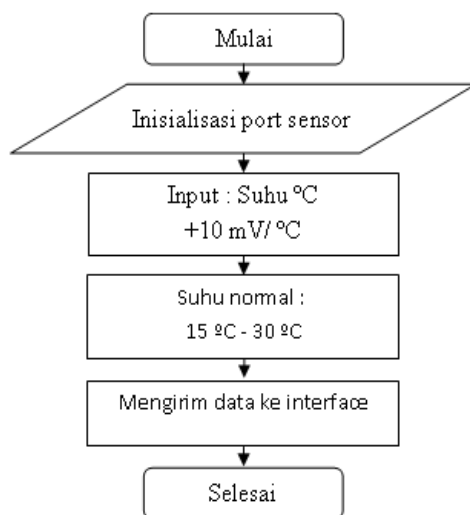 Mulai
Inisialisasi port sensor
Input : Suhu ºC
+10 mV/ ºC
Suhu normal :
15 ºC - 30 ºC
Mengirim data ke interface
Selesai